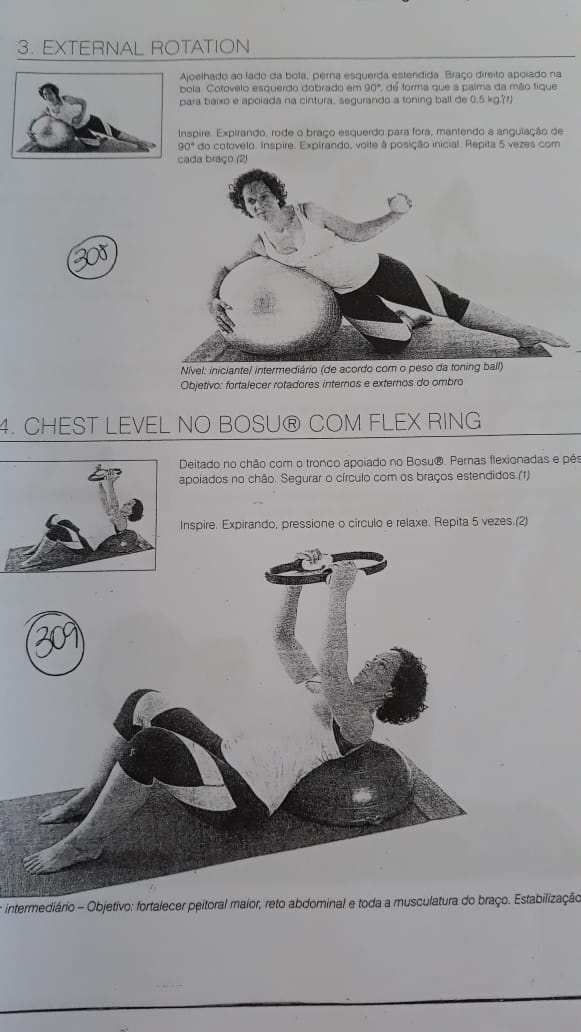 3. EXTERNAL ROTATION
Ajoelhado ao lado da bola, perna esquerda estendida. Braço direito apoiado na
bola. Cotovelo esquerdo dobrado em 90°, de forma que a palma da mão fique
para baixo e apoiada na cintura, segurando a toning ball de 0,5 kg.(1)
Inspire. Expirando, rode o braço esquerdo para fora, mantendo a angulação de
90° do cotovelo. Inspire. Expirando, volte à posição inicial. Repita 5 vezes com
cada braço.(2)
308
Nível: iniciante/ intermediário (de acordo com o peso da toning ball)
Objetivo: fortalecer rotadores internos e externos do ombro
4. CHEST LEVEL NO BOSU® COM FLEX RING
Deitado no chão com o tronco apoiado no Bosu®. Pernas flexionadas e pés
apoiados no chão. Segurar o círculo com os braços estendidos.(1)
Inspire. Expirando, pressione o círculo e relaxe. Repita 5 vezes.(2)
309
intermediário – Objetivo: fortalecer peitoral maior, reto abdominal e toda a musculatura do braço. Estabilização